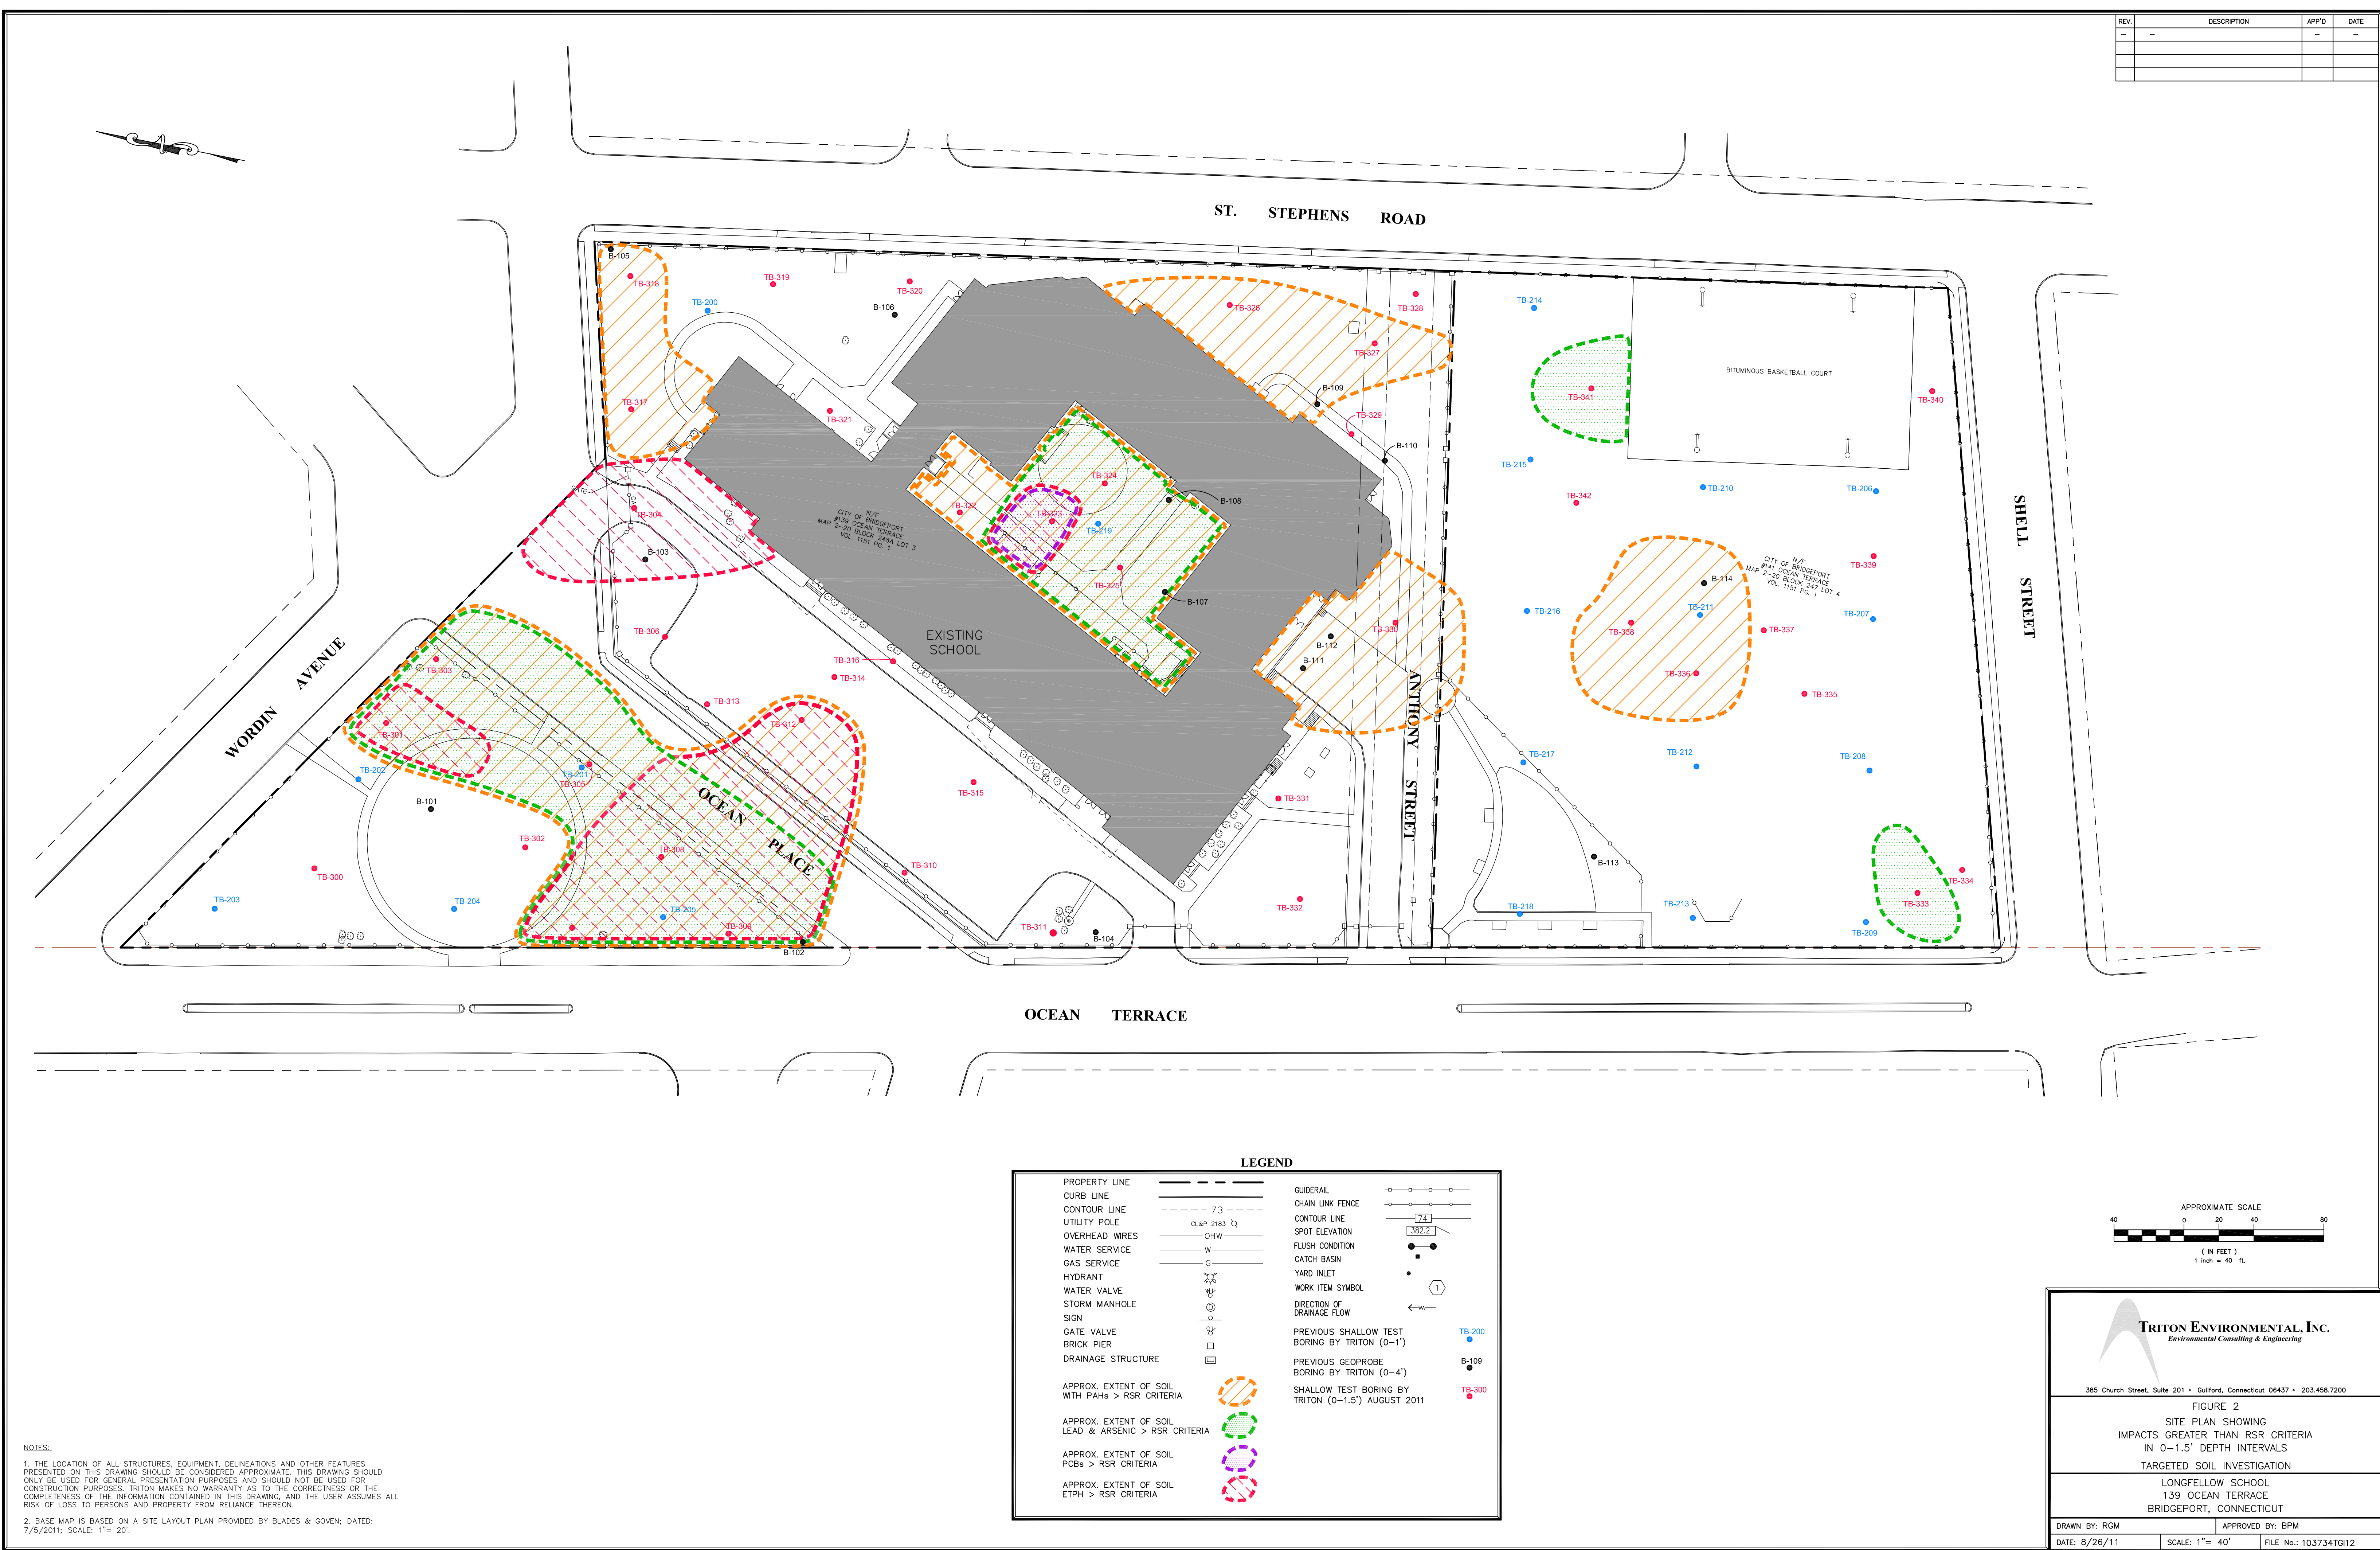 REV. DESCRIPTION APP'D DATE
– – – –
ST. STEPHENS ROAD
B-105
TB-318
TB-319
TB-200
TB-320
B-106
TB-326
TB-328
TB-327
TB-214
BITUMINOUS BASKETBALL COURT
B-109
TB-341
TB-340
TB-317
TB-321
TB-329
B-110
TB-215
TB-324
TB-210
TB-206
GATE
GA
TB-304
B-108
TB-342
TB-322
TB-323
TB-219
N/F
CITY OF BRIDGEPORT
#139 OCEAN TERRACE
MAP 2-20 BLOCK 248A LOT 3
VOL. 1151 PG. 1
B-103
SHELL STREET
TB-339
N/F
CITY OF BRIDGEPORT
#141 OCEAN TERRACE
MAP 2-20 BLOCK 247 LOT 4
VOL. 1151 PG. 1
B-114
TB-325
B-107
TB-211
TB-216
TB-207
TB-306
EXISTING
SCHOOL
TB-330
TB-338
TB-337
B-112
B-111
WORDIN AVENUE
TB-303
TB-316
TB-314
TB-336
TB-335
ANTHONY STREET
TB-313
TB-312
TB-301
TB-217
TB-212
TB-208
TB-202
TB-201
TB-305
OCEAN PLACE
TB-315
TB-331
B-101
TB-302
TB-308
B-113
TB-310
TB-300
TB-334
TB-333
TB-203
TB-204
TB-205
TB-332
TB-218
TB-213
TB-309
TB-311
B-104
TB-209
B-102
OCEAN TERRACE
LEGEND
PROPERTY LINE
CURB LINE
CONTOUR LINE 73
UTILITY POLE CL&P 2183
OVERHEAD WIRES OHW
WATER SERVICE W
GAS SERVICE G
HYDRANT
WATER VALVE
STORM MANHOLE
SIGN
GATE VALVE
BRICK PIER
DRAINAGE STRUCTURE
APPROX. EXTENT OF SOIL
WITH PAHs > RSR CRITERIA
APPROX. EXTENT OF SOIL
LEAD & ARSENIC > RSR CRITERIA
APPROX. EXTENT OF SOIL
PCBs > RSR CRITERIA
APPROX. EXTENT OF SOIL
ETPH > RSR CRITERIA
GUIDERAIL
CHAIN LINK FENCE
CONTOUR LINE 74
SPOT ELEVATION 382.2
FLUSH CONDITION
CATCH BASIN
YARD INLET
WORK ITEM SYMBOL 1
DIRECTION OF
DRAINAGE FLOW
PREVIOUS SHALLOW TEST TB-200
BORING BY TRITON (0-1')
PREVIOUS GEOPROBE B-109
BORING BY TRITON (0-4')
SHALLOW TEST BORING BY TB-300
TRITON (0-1.5') AUGUST 2011
APPROXIMATE SCALE
40 0 20 40 80
( IN FEET )
1 inch = 40 ft.
NOTES:
1. THE LOCATION OF ALL STRUCTURES, EQUIPMENT, DELINEATIONS AND OTHER FEATURES
PRESENTED ON THIS DRAWING SHOULD BE CONSIDERED APPROXIMATE. THIS DRAWING SHOULD
ONLY BE USED FOR GENERAL PRESENTATION PURPOSES AND SHOULD NOT BE USED FOR
CONSTRUCTION PURPOSES. TRITON MAKES NO WARRANTY AS TO THE CORRECTNESS OR THE
COMPLETENESS OF THE INFORMATION CONTAINED IN THIS DRAWING, AND THE USER ASSUMES ALL
RISK OF LOSS TO PERSONS AND PROPERTY FROM RELIANCE THEREON.
2. BASE MAP IS BASED ON A SITE LAYOUT PLAN PROVIDED BY BLADES & GOVEN; DATED:
7/5/2011; SCALE: 1"= 20'.
TRITON ENVIRONMENTAL, INC.
Environmental Consulting & Engineering
385 Church Street, Suite 201 • Guilford, Connecticut 06437 • 203.458.7200
FIGURE 2
SITE PLAN SHOWING
IMPACTS GREATER THAN RSR CRITERIA
IN 0-1.5' DEPTH INTERVALS
TARGETED SOIL INVESTIGATION
LONGFELLOW SCHOOL
139 OCEAN TERRACE
BRIDGEPORT, CONNECTICUT
DRAWN BY: RGM APPROVED BY: BPM
DATE: 8/26/11 SCALE: 1"= 40' FILE No.: 103734TGI12